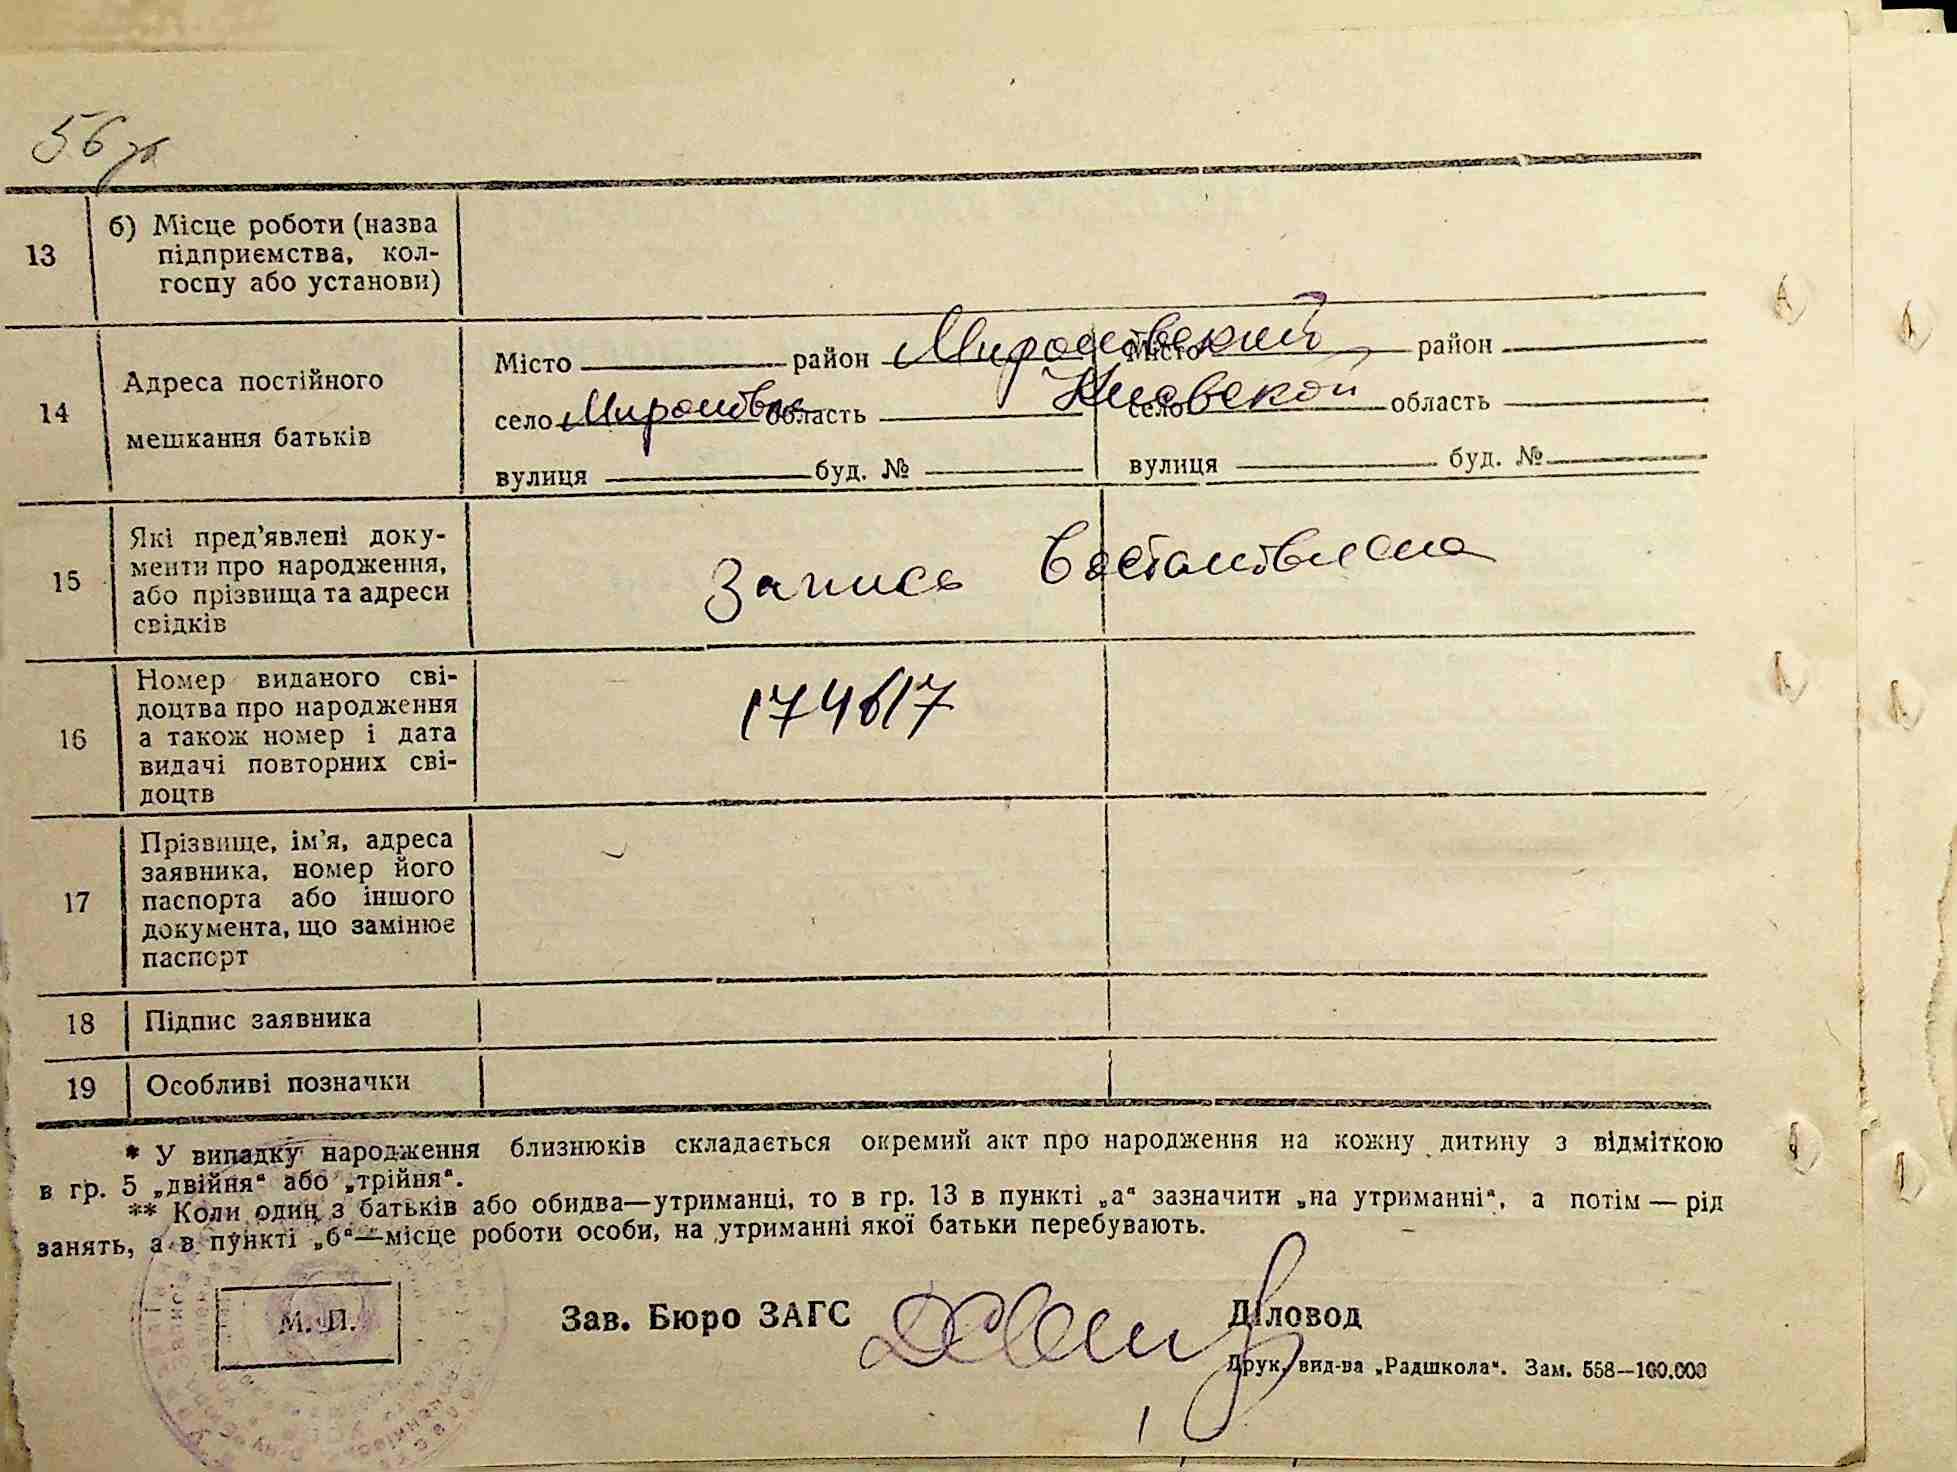 56 зв
13 б) Місце роботи (назва
підприємства, кол-
госпу або установи)
14 Адреса постійного
мешкання батьків
Місто район Мироновский Місто район
село Мироновка область Киевской село область
вулиця буд. № вулиця буд. №
15 Які пред'явлені доку-
менти про народження,
або прізвища та адреси
свідків
Запись востановлена
16 Номер виданого сві-
доцтва про народження
а також номер і дата
видачі повторних сві-
доцтв
174617
17 Прізвище, ім'я, адреса
заявника, номер його
паспорта або іншого
документа, що замінює
паспорт
18 Підпис заявника
19 Особливі позначки
* У випадку народження близнюків складається окремий акт про народження на кожну дитину з відміткою
в гр. 5 „двійня“ або „трійня“.
** Коли один з батьків або обидва—утриманці, то в гр. 13 в пункті „а“ зазначити „на утриманні“, а потім — рід
занять, а в пункті „б“—місце роботи особи, на утриманні якої батьки перебувають.
М. П. Зав. Бюро ЗАГС Діловод
Друк. вид-ва „Радшкола“. Зам. 558—100.000